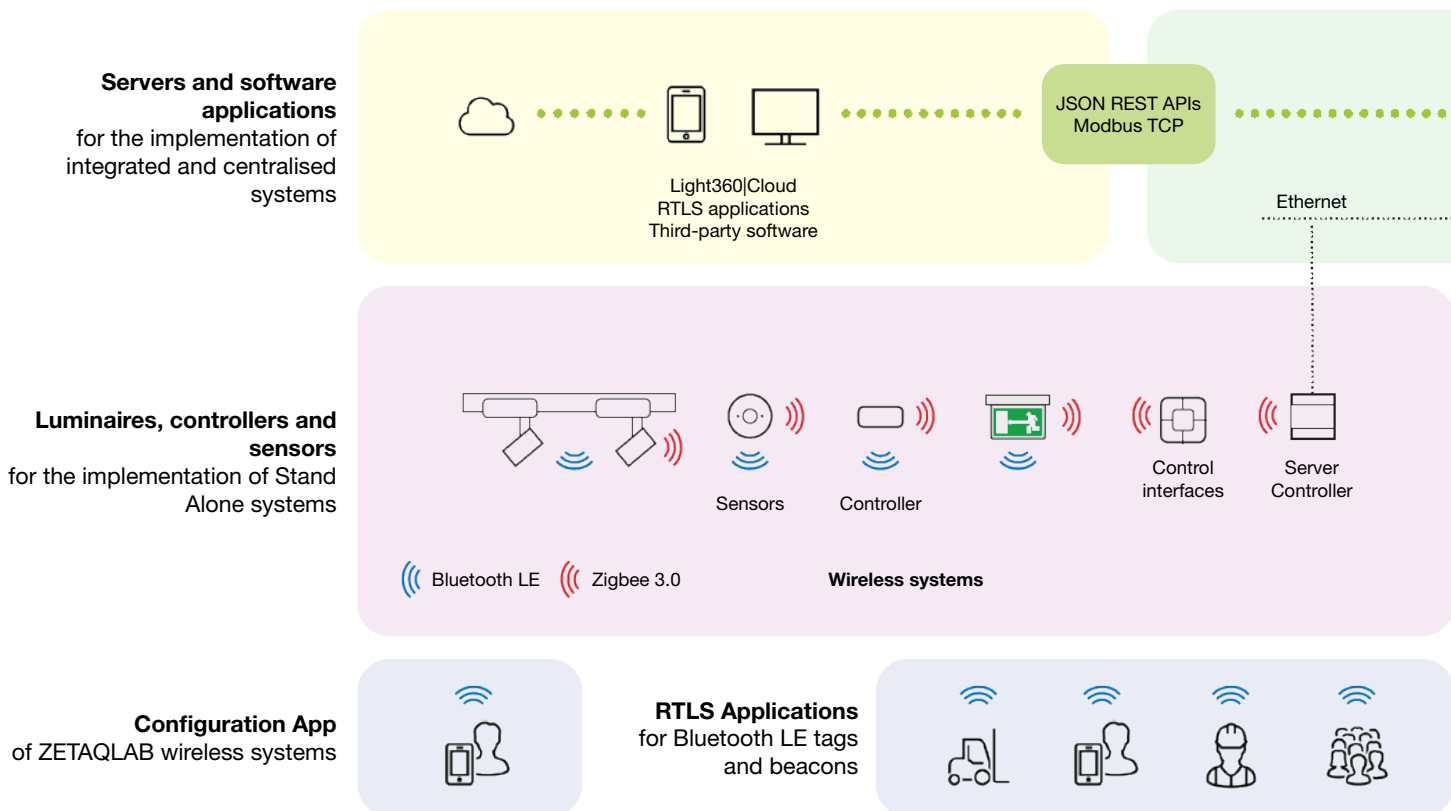 Servers and software
applications
for the implementation of
integrated and centralised
systems
JSON REST APIs
Modbus TCP
Light360|Cloud
RTLS applications
Third-party software
Ethernet
Luminaires, controllers and
sensors
for the implementation of Stand
Alone systems
Sensors
Controller
Control
interfaces
Server
Controller
Bluetooth LE
Zigbee 3.0
Wireless systems
Configuration App
of ZETAQLAB wireless systems
RTLS Applications
for Bluetooth LE tags
and beacons